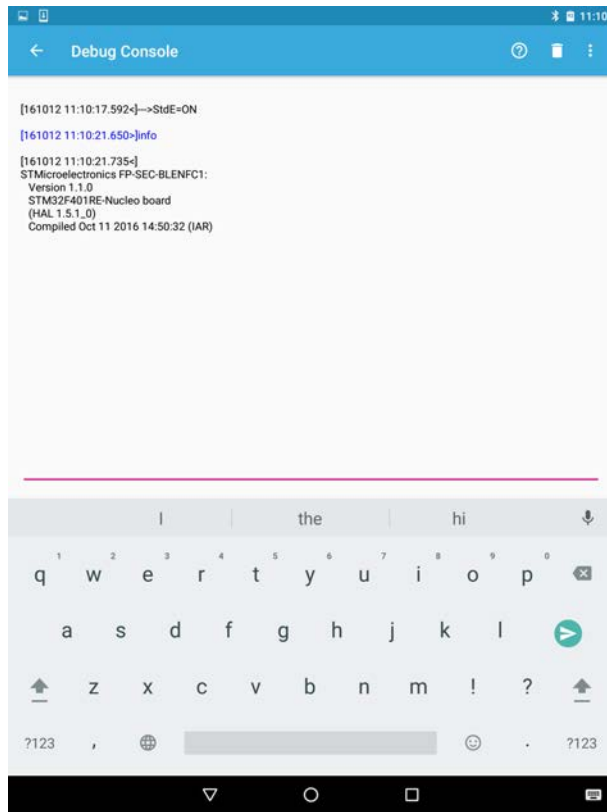 11:10
Debug Console
[161012 11:10:17.592<]--->StdE=ON
[161012 11:10:21.650>]info
[161012 11:10:21.735<]
STMicroelectronics FP-SEC-BLENFC1:
Version 1.1.0
STM32F401RE-Nucleo board
(HAL 1.5.1_0)
Compiled Oct 11 2016 14:50:32 (IAR)
I the hi
1 2 3 4 5 6 7 8 9 0
q w e r t y u i o p
a s d f g h j k l
z x c v b n m ! ?
?123 , . ?123